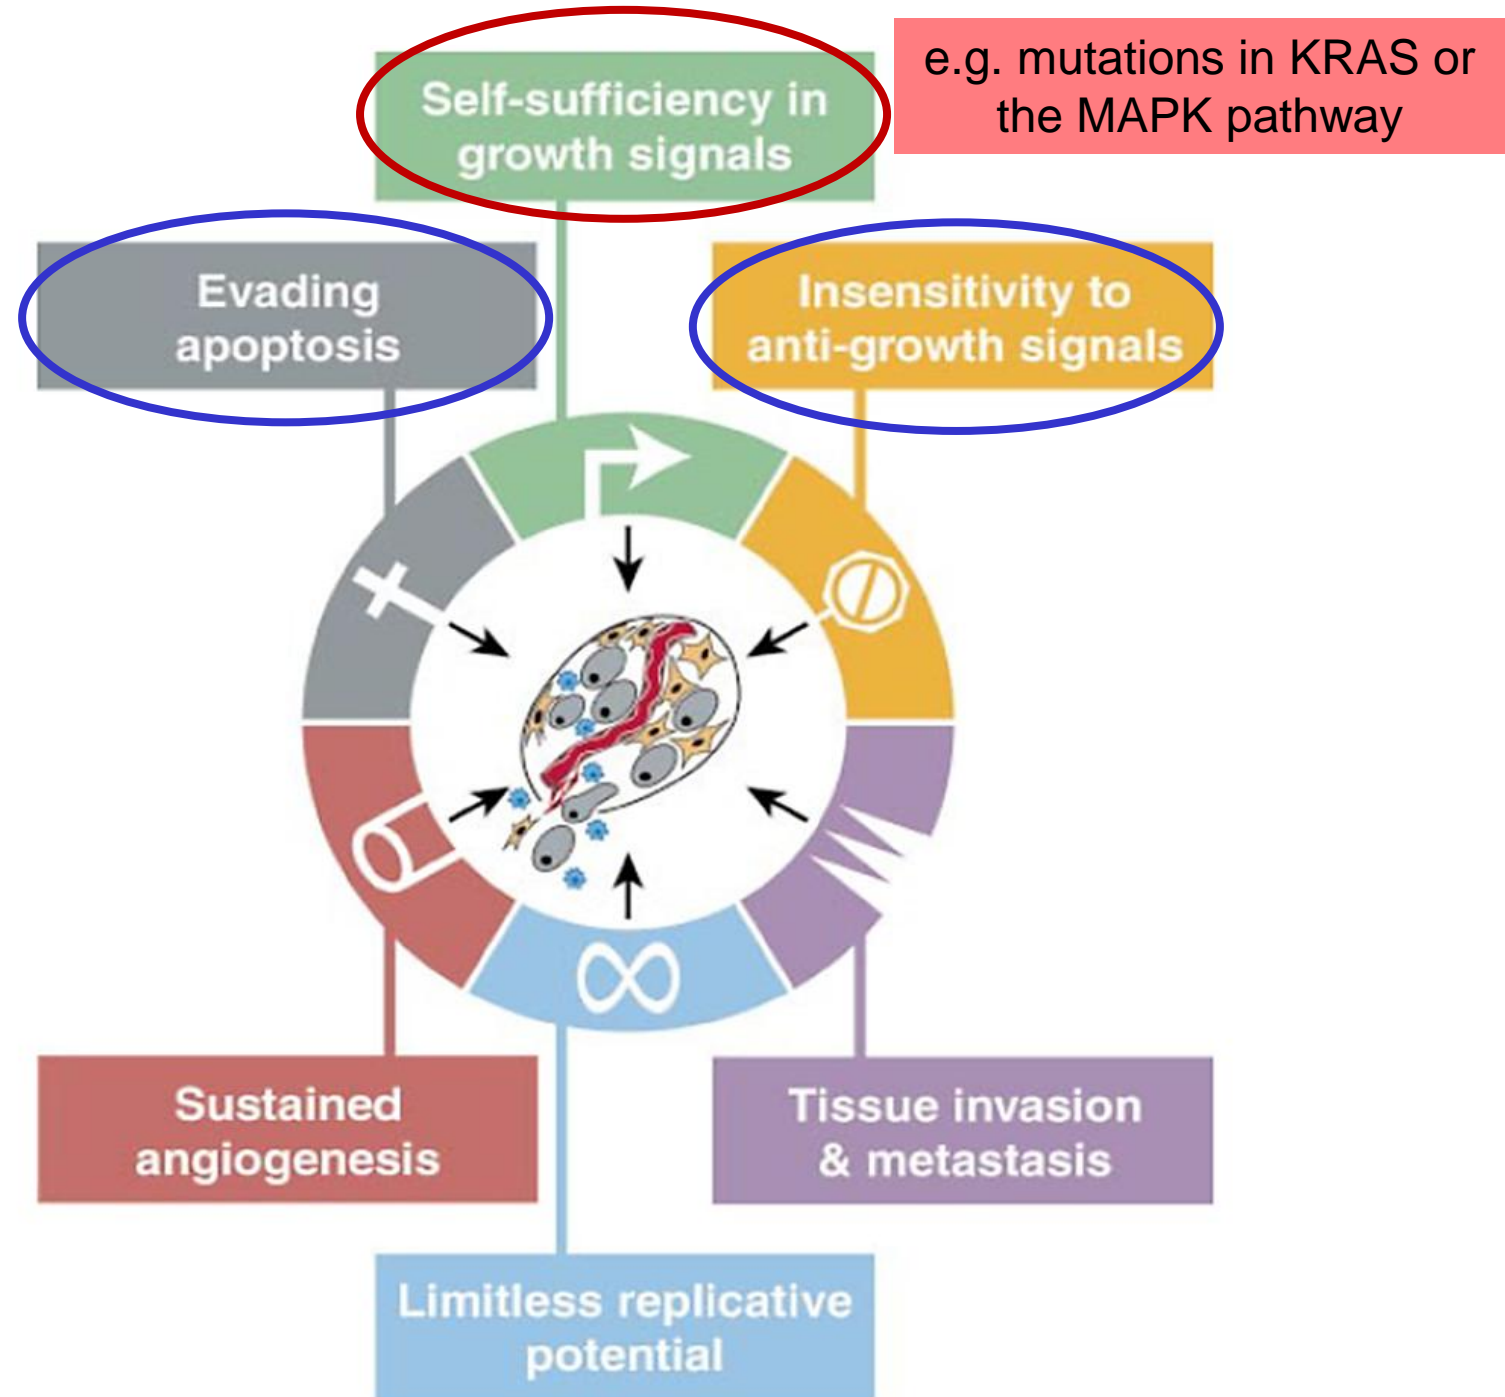 Self-sufficiency in
growth signals
e.g. mutations in KRAS or
the MAPK pathway
Evading
apoptosis
Insensitivity to
anti-growth signals
Sustained
angiogenesis
Tissue invasion
& metastasis
Limitless replicative
potential